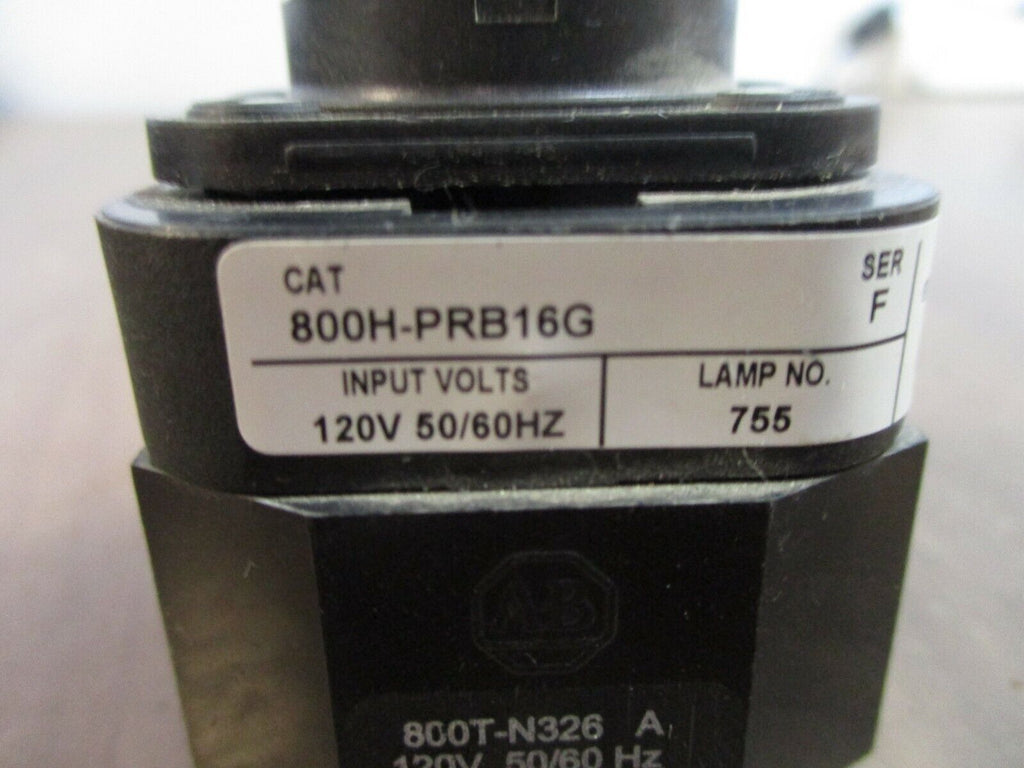 CAT
800H-PRB16G
SER
F
INPUT VOLTS
120V 50/60HZ
LAMP NO.
755
A-B
800T-N326 A
120V 50/60 Hz